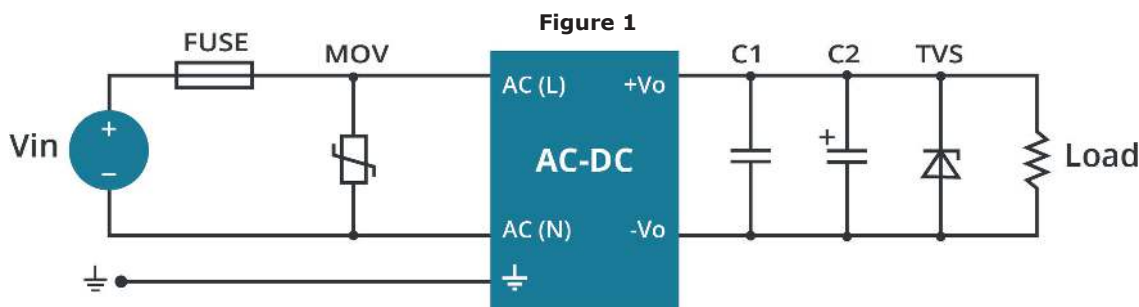 Figure 1
FUSE
MOV
C1
C2
TVS
AC (L)
+Vo
Vin
+
−
AC-DC
+
Load
AC (N)
-Vo